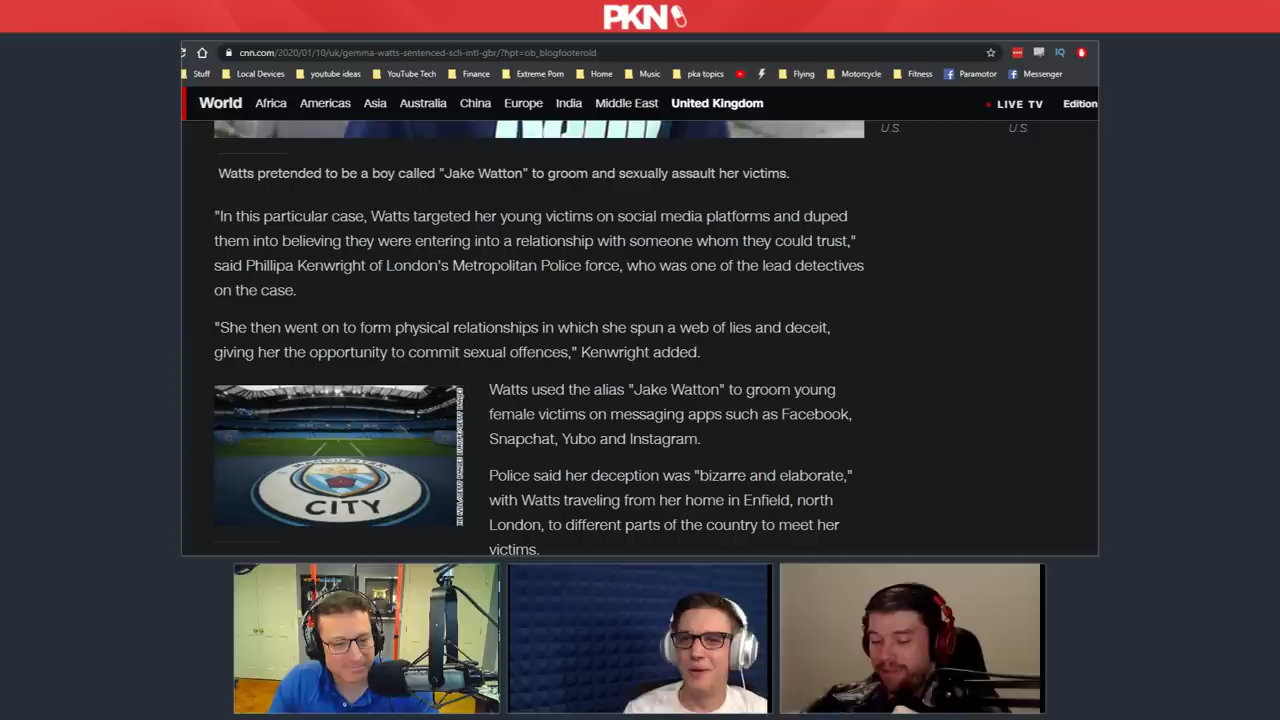 PKN
cnn.com/2020/01/10/uk/gemma-watts-sentenced-scli-intl-gbr/?hpt=ob_blogfooterold
Stuff Local Devices youtube ideas YouTube Tech Finance Extreme Porn Home Music pka topics Flying Motorcycle Fitness Paramotor Messenger
World Africa Americas Asia Australia China Europe India Middle East United Kingdom LIVE TV Edition
U.S. U.S.
Watts pretended to be a boy called "Jake Watton" to groom and sexually assault her victims.
"In this particular case, Watts targeted her young victims on social media platforms and duped
them into believing they were entering into a relationship with someone whom they could trust,"
said Phillipa Kenwright of London's Metropolitan Police force, who was one of the lead detectives
on the case.
"She then went on to form physical relationships in which she spun a web of lies and deceit,
giving her the opportunity to commit sexual offences," Kenwright added.
MANCHESTER
CITY
Watts used the alias "Jake Watton" to groom young
female victims on messaging apps such as Facebook,
Snapchat, Yubo and Instagram.
Police said her deception was "bizarre and elaborate,"
with Watts traveling from her home in Enfield, north
London, to different parts of the country to meet her
victims.